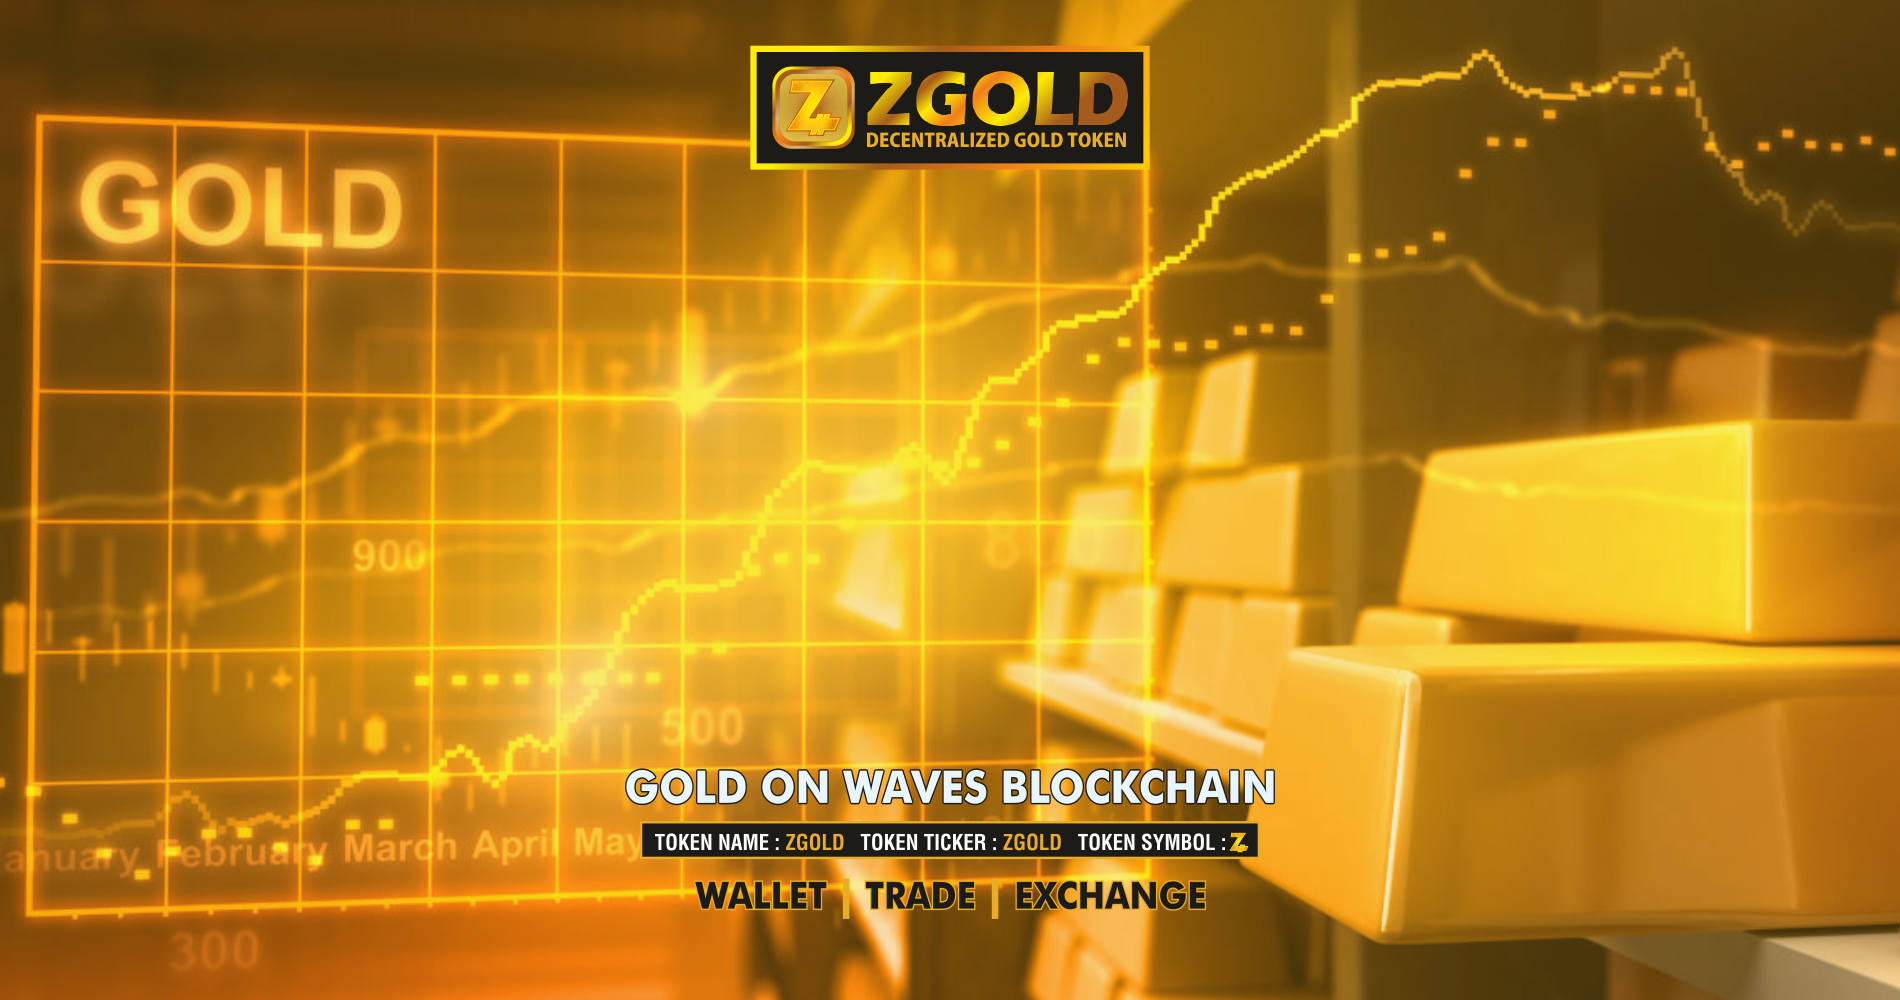 ZGOLD
DECENTRALIZED GOLD TOKEN
GOLD
900
500
GOLD ON WAVES BLOCKCHAIN
TOKEN NAME : ZGOLD TOKEN TICKER : ZGOLD TOKEN SYMBOL :
anuary February March April May
WALLET | TRADE | EXCHANGE
300